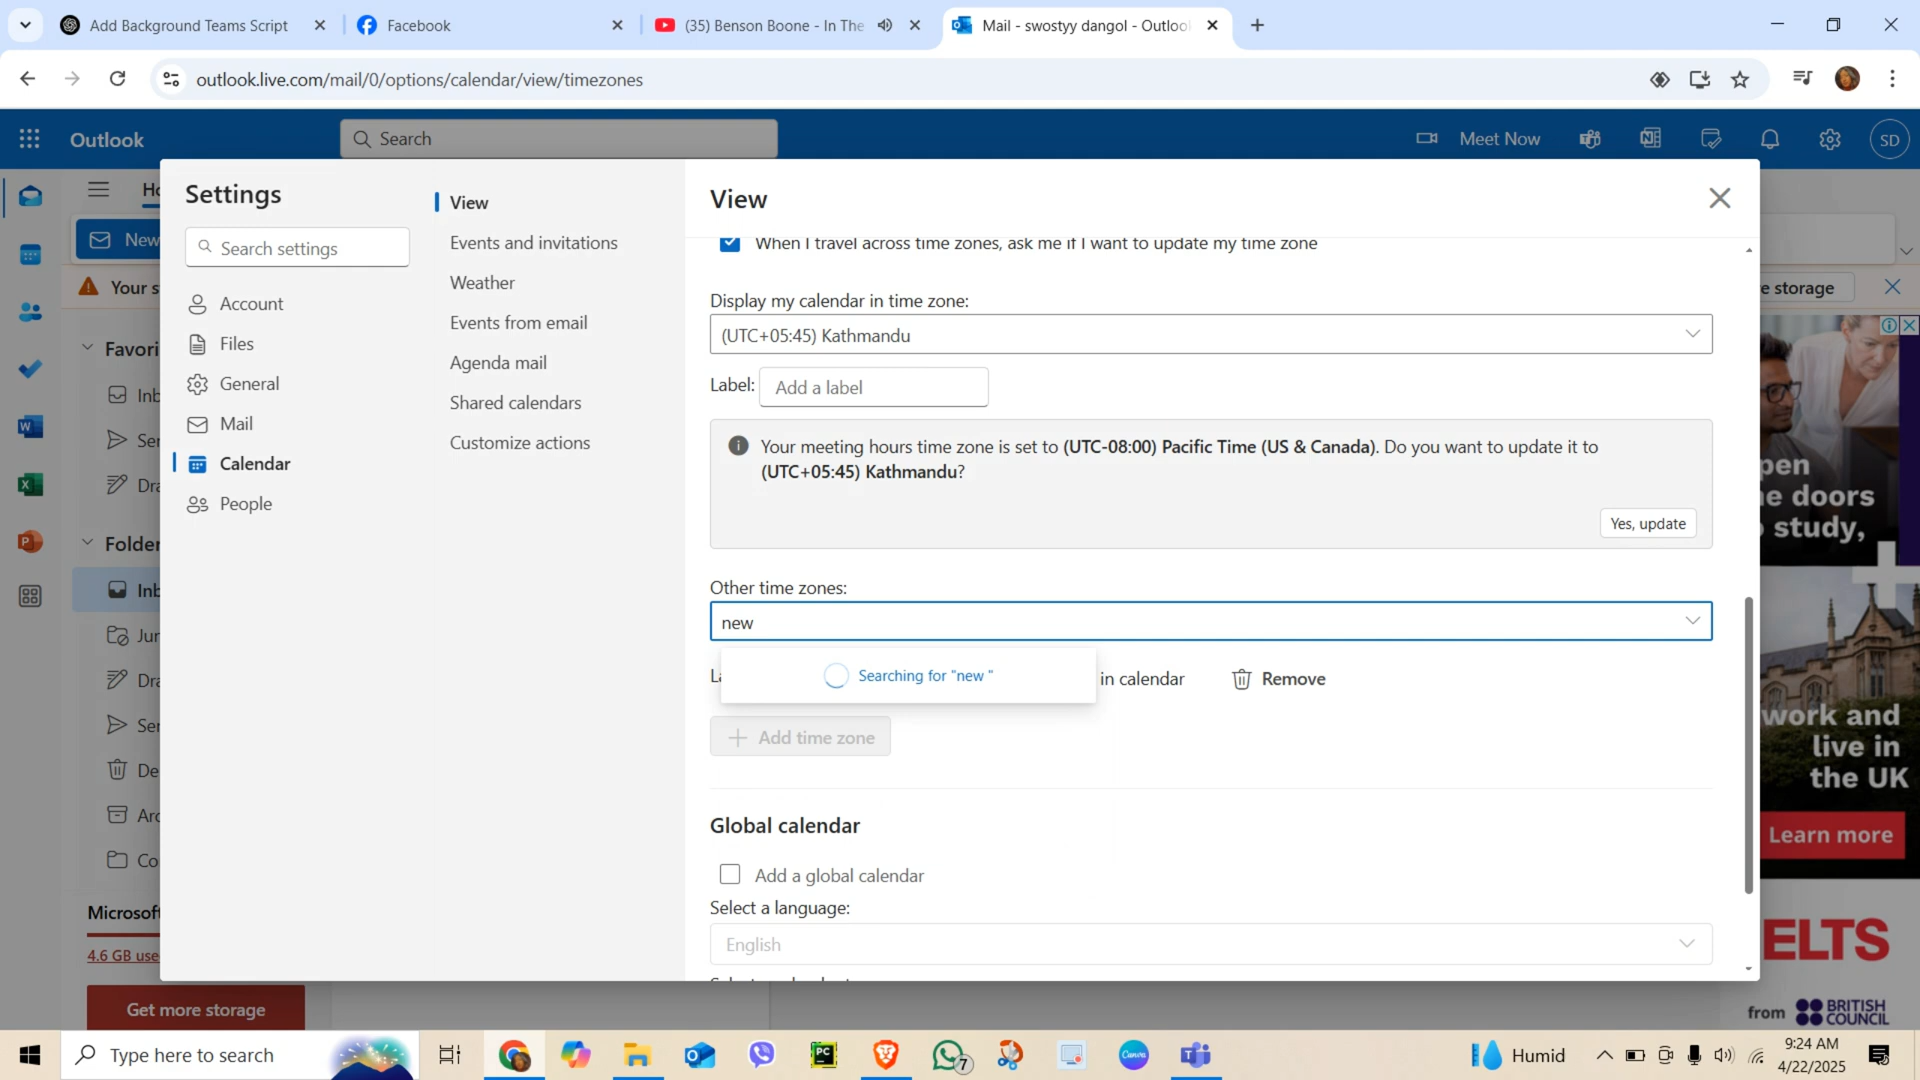 Add Background Teams Script
Facebook
(35) Benson Boone - In The
Mail - swostyy dangol - Outloo
outlook.live.com/mail/0/options/calendar/view/timezones
Outlook
Search
Meet Now
SD
Ho
New
Your s
e storage
Favori
Inb
Ser
Dra
Folder
Inb
Jun
Dra
Ser
De
Arc
Co
Microsoft
4.6 GB use
Get more storage
Settings
Search settings
Account
Files
General
Mail
Calendar
People
View
Events and invitations
Weather
Events from email
Agenda mail
Shared calendars
Customize actions
View
When I travel across time zones, ask me if I want to update my time zone
Display my calendar in time zone:
(UTC+05:45) Kathmandu
Label:
Add a label
Your meeting hours time zone is set to (UTC-08:00) Pacific Time (US & Canada). Do you want to update it to
(UTC+05:45) Kathmandu?
Yes, update
Other time zones:
new
Searching for "new "
in calendar
Remove
Add time zone
Global calendar
Add a global calendar
Select a language:
English
pen
e doors
study,
work and
live in
the UK
Learn more
ELTS
from
BRITISH
COUNCIL
Type here to search
7
Humid
9:24 AM
4/22/2025